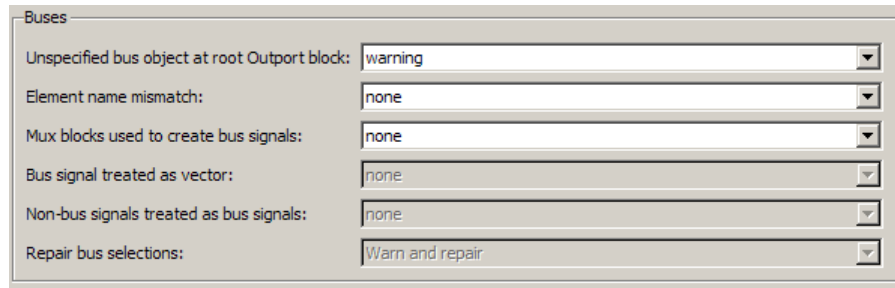 Buses
Unspecified bus object at root Outport block: warning
Element name mismatch: none
Mux blocks used to create bus signals: none
Bus signal treated as vector: none
Non-bus signals treated as bus signals: none
Repair bus selections: Warn and repair